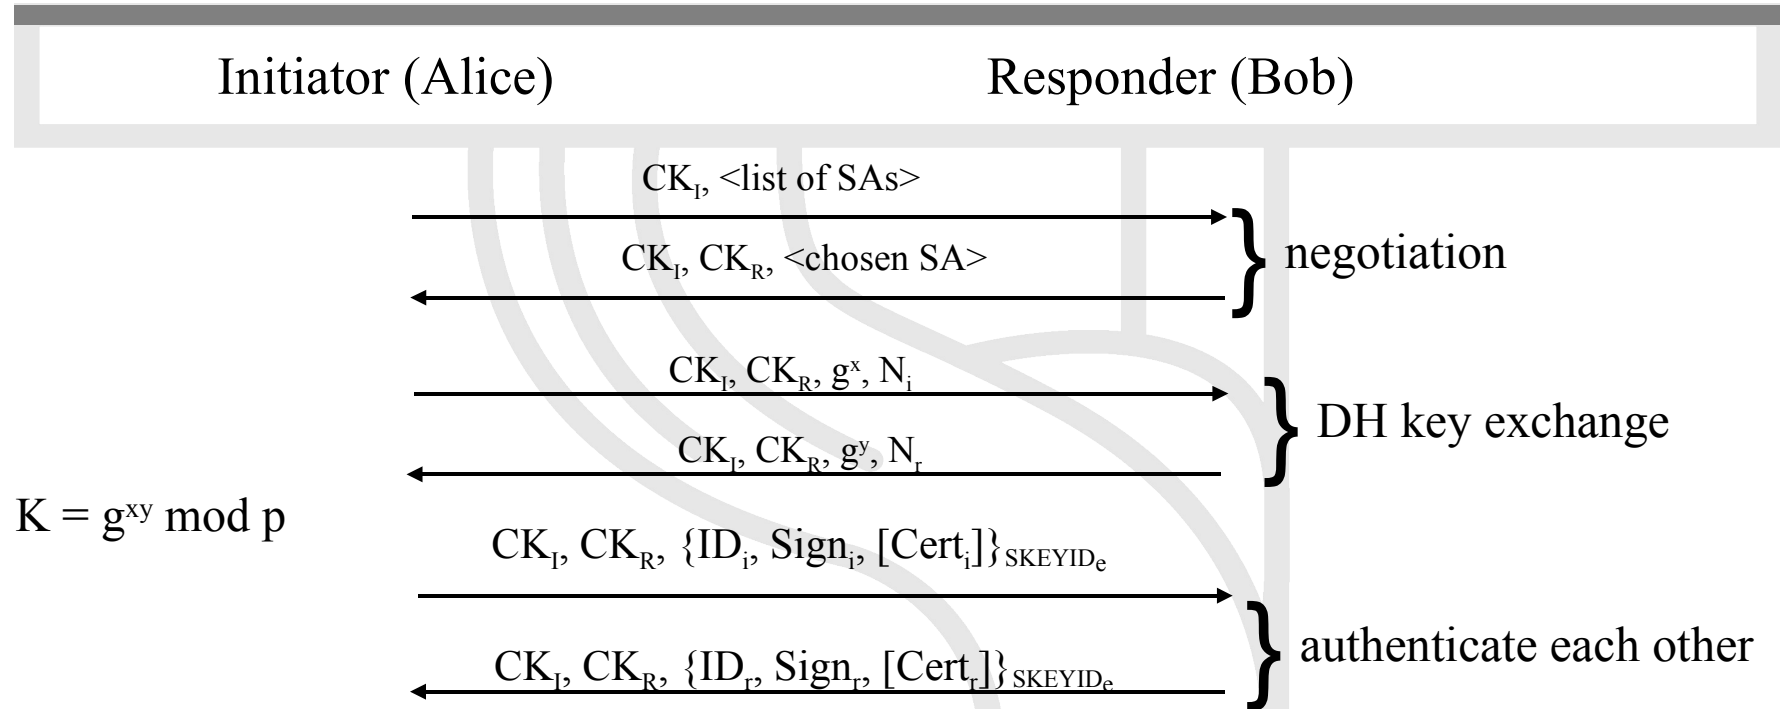 Initiator (Alice) Responder (Bob)
CK_I, <list of SAs>
CK_I, CK_R, <chosen SA>
} negotiation
CK_I, CK_R, g^x, N_i
CK_I, CK_R, g^y, N_r
} DH key exchange
K = g^xy mod p
CK_I, CK_R, {ID_i, Sign_i, [Cert_i]}_SKEYID_e
CK_I, CK_R, {ID_r, Sign_r, [Cert_r]}_SKEYID_e
} authenticate each other